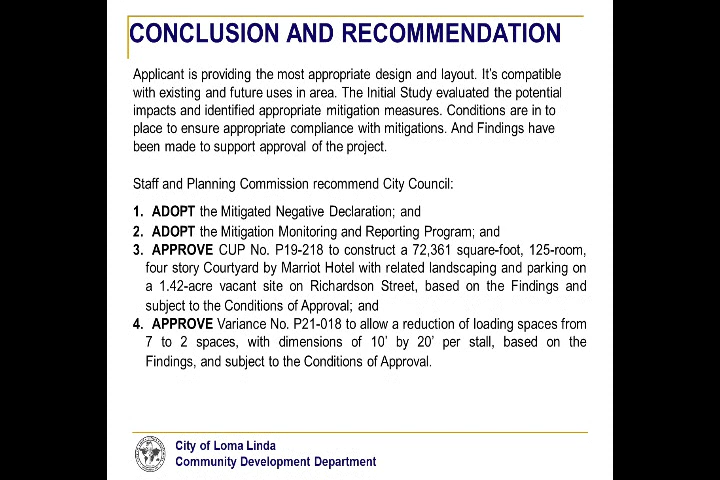 CONCLUSION AND RECOMMENDATION
Applicant is providing the most appropriate design and layout. It's compatible
with existing and future uses in area. The Initial Study evaluated the potential
impacts and identified appropriate mitigation measures. Conditions are in to
place to ensure appropriate compliance with mitigations. And Findings have
been made to support approval of the project.
Staff and Planning Commission recommend City Council:
1. ADOPT the Mitigated Negative Declaration; and
2. ADOPT the Mitigation Monitoring and Reporting Program; and
3. APPROVE CUP No. P19-218 to construct a 72,361 square-foot, 125-room,
four story Courtyard by Marriot Hotel with related landscaping and parking on
a 1.42-acre vacant site on Richardson Street, based on the Findings and
subject to the Conditions of Approval; and
4. APPROVE Variance No. P21-018 to allow a reduction of loading spaces from
7 to 2 spaces, with dimensions of 10' by 20' per stall, based on the
Findings, and subject to the Conditions of Approval.
City of Loma Linda
Community Development Department